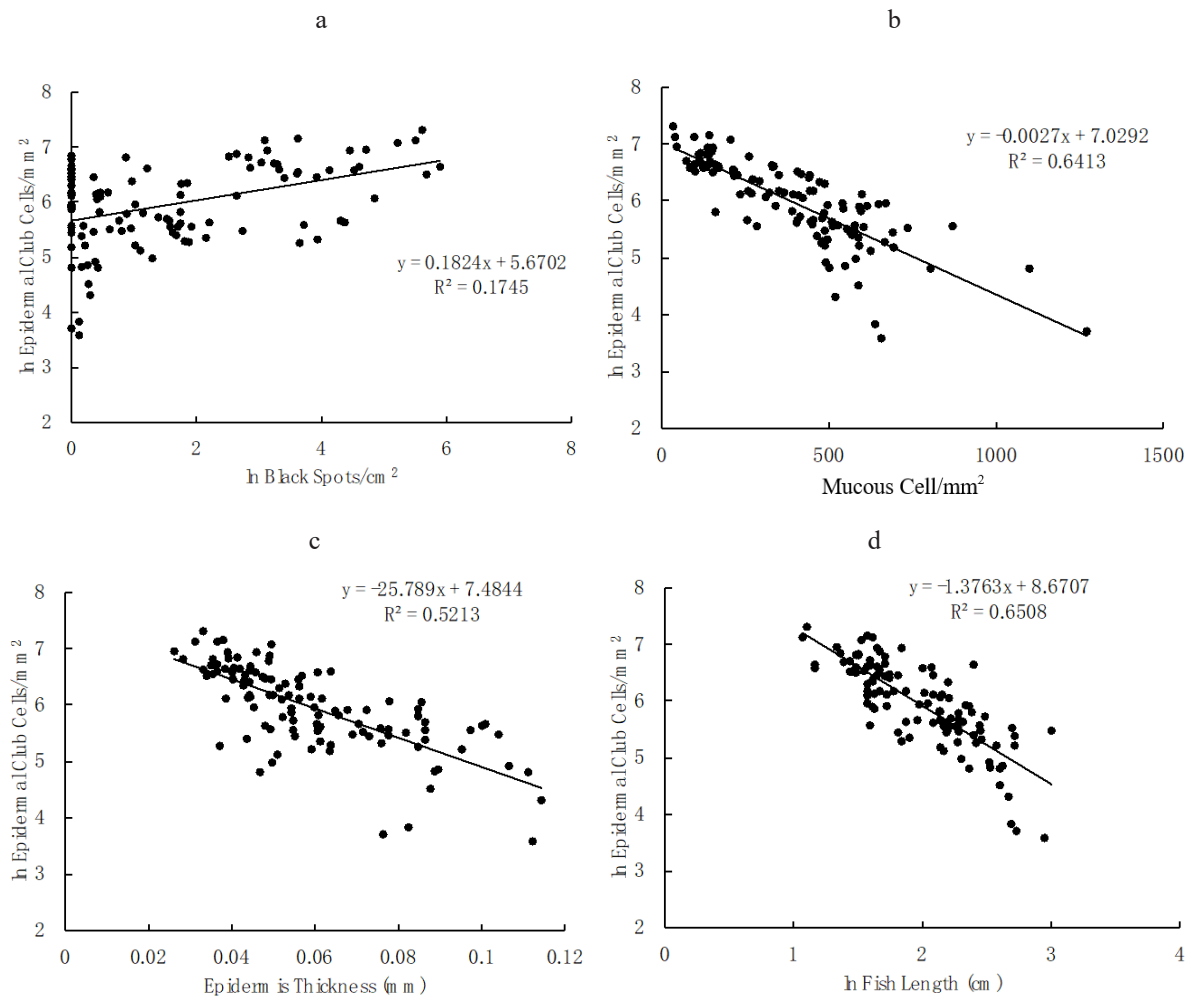 a
ln Epidermal Club Cells/mm²
8
7
6
5
4
3
2
y = 0.1824x + 5.6702
R² = 0.1745
0 2 4 6 8
ln Black Spots/cm²
b
ln Epidermal Club Cells/mm²
8
7
6
5
4
3
2
y = -0.0027x + 7.0292
R² = 0.6413
0 500 1000 1500
Mucous Cell/mm²
c
ln Epidermal Club Cells/mm²
y = -25.789x + 7.4844
R² = 0.5213
8
7
6
5
4
3
2
0 0.02 0.04 0.06 0.08 0.1 0.12
Epidermis Thickness (mm)
d
ln Epidermal Club Cells/mm²
y = -1.3763x + 8.6707
R² = 0.6508
8
7
6
5
4
3
2
0 1 2 3 4
ln Fish Length (cm)